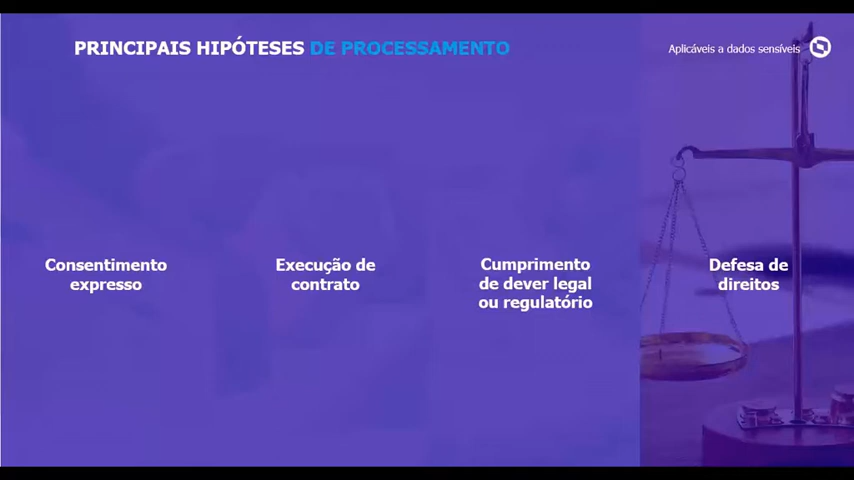 PRINCIPAIS HIPÓTESES DE PROCESSAMENTO
Aplicáveis a dados sensíveis
Consentimento
expresso
Execução de
contrato
Cumprimento
de dever legal
ou regulatório
Defesa de
direitos